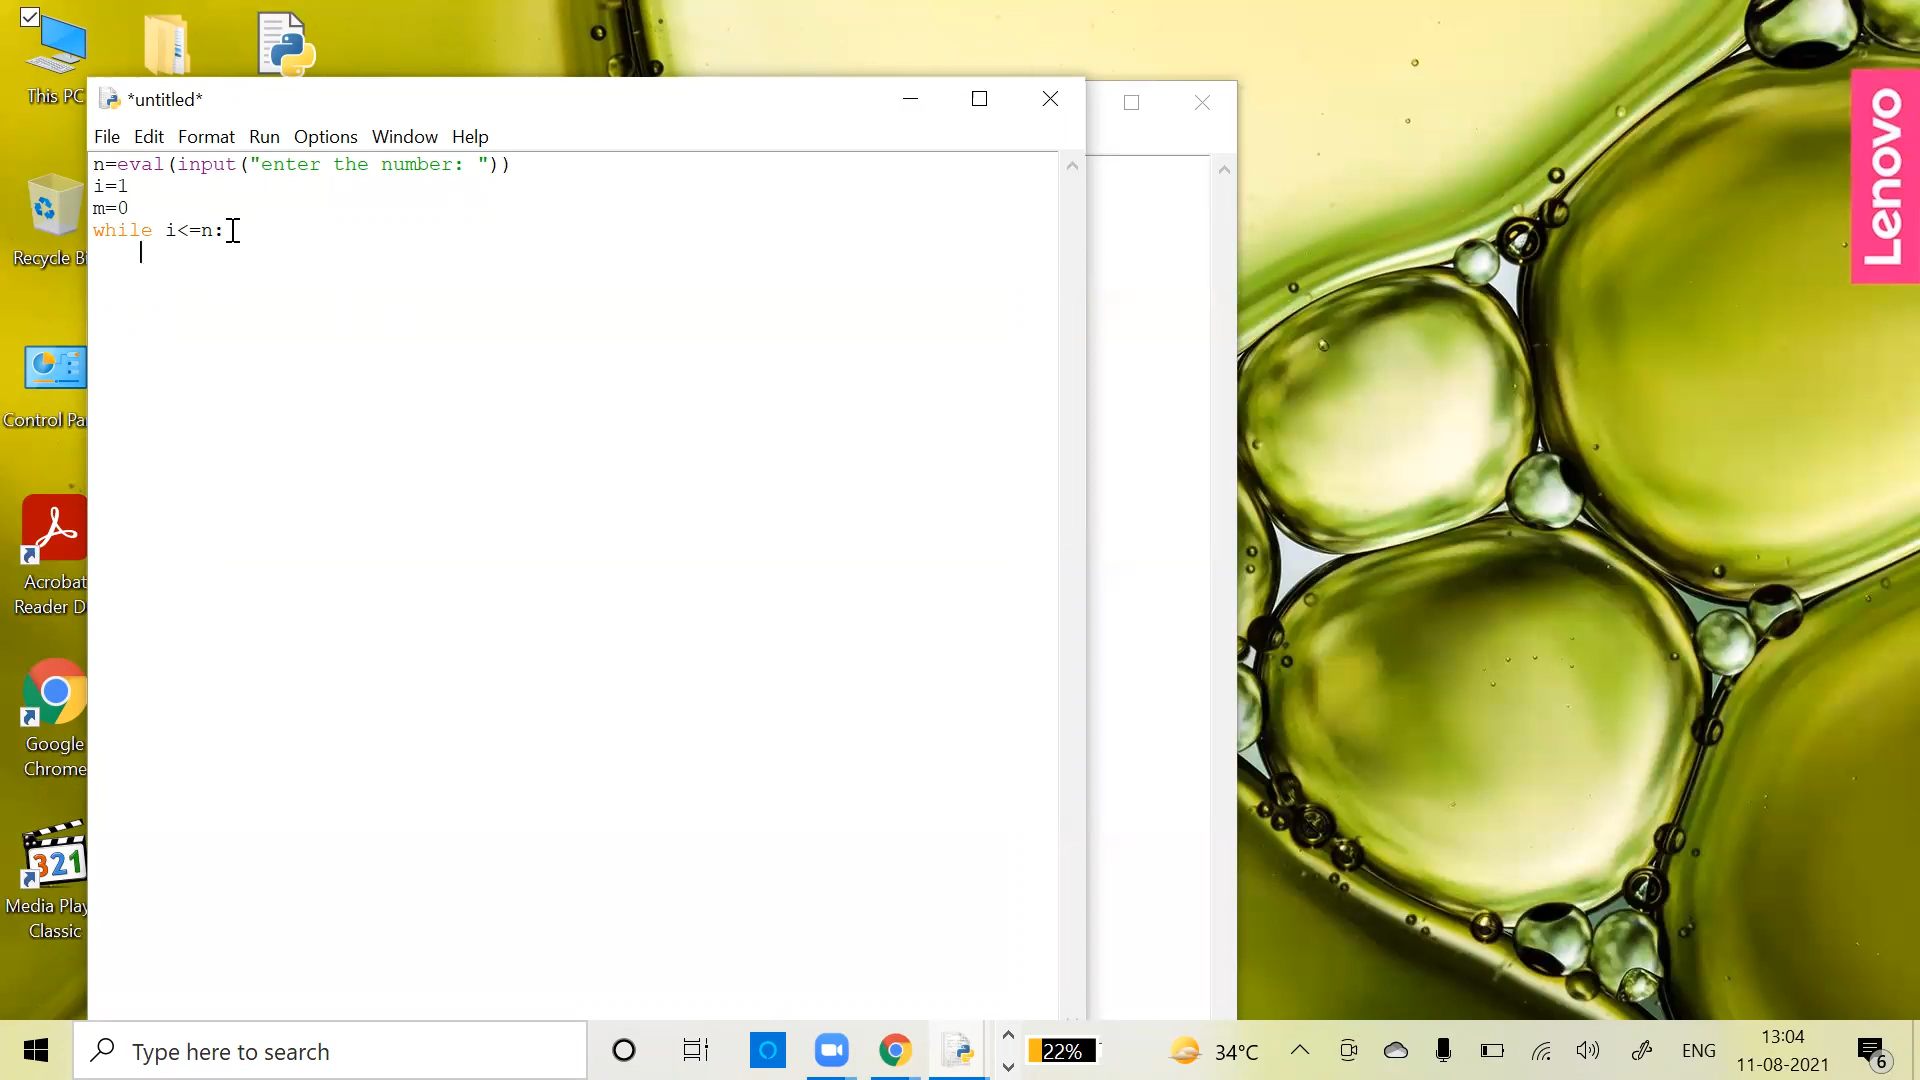 This PC
*untitled*
File Edit Format Run Options Window Help
n=eval(input("enter the number: "))
i=1
m=0
while i<=n:
Recycle Bi
Control Pa
Acrobat
Reader D
Google
Chrome
321
Media Play
Classic
Lenovo
Type here to search
22%
34°C
ENG
13:04
11-08-2021
6